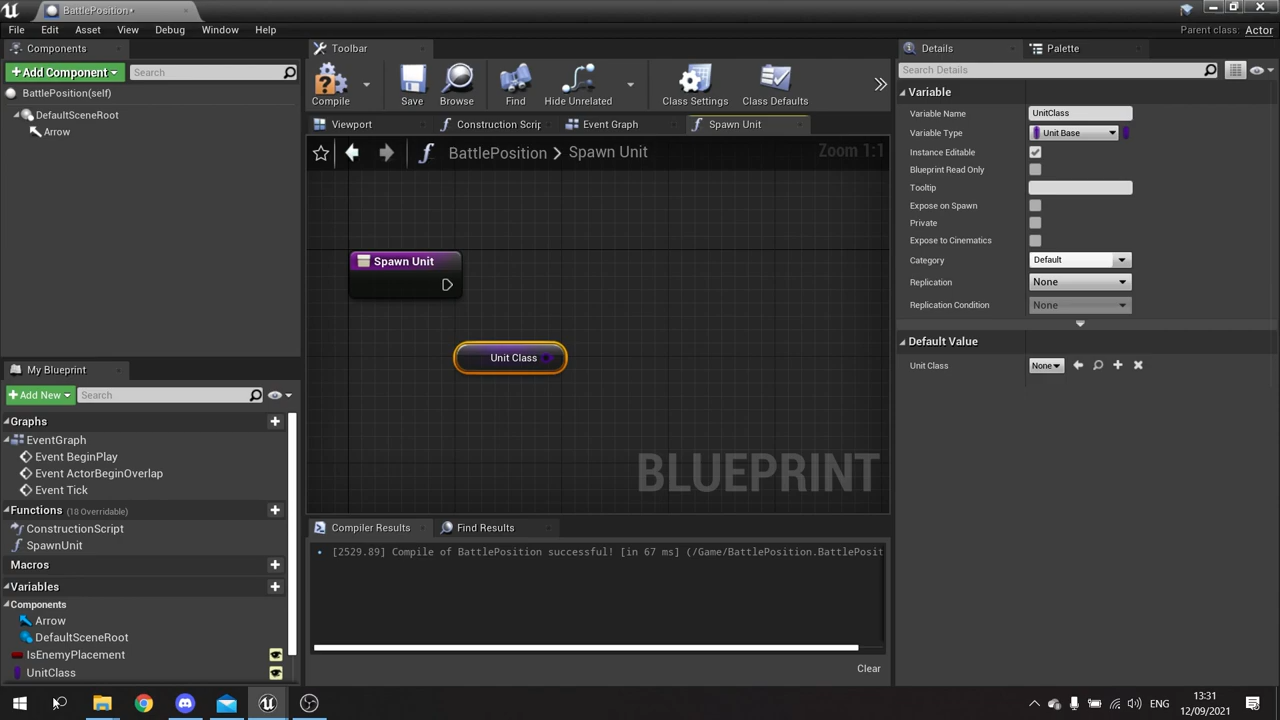 BattlePosition*
File Edit Asset View Debug Window Help
Parent class: Actor
Components
+Add Component
Search
BattlePosition(self)
DefaultSceneRoot
Arrow
My Blueprint
+Add New
Search
Graphs
EventGraph
Event BeginPlay
Event ActorBeginOverlap
Event Tick
Functions (18 Overridable)
ConstructionScript
SpawnUnit
Macros
Variables
Components
Arrow
DefaultSceneRoot
IsEnemyPlacement
UnitClass
Toolbar
Compile Save Browse Find Hide Unrelated Class Settings Class Defaults
Viewport Construction Scrip Event Graph Spawn Unit
BattlePosition > Spawn Unit
Zoom 1:1
Spawn Unit
Unit Class
BLUEPRINT
Compiler Results Find Results
[2529.89] Compile of BattlePosition successful! [in 67 ms] (/Game/BattlePosition.BattlePosit
Clear
Details Palette
Search Details
Variable
Variable Name UnitClass
Variable Type Unit Base
Instance Editable
Blueprint Read Only
Tooltip
Expose on Spawn
Private
Expose to Cinematics
Category Default
Replication None
Replication Condition None
Default Value
Unit Class None
ENG
13:31
12/09/2021